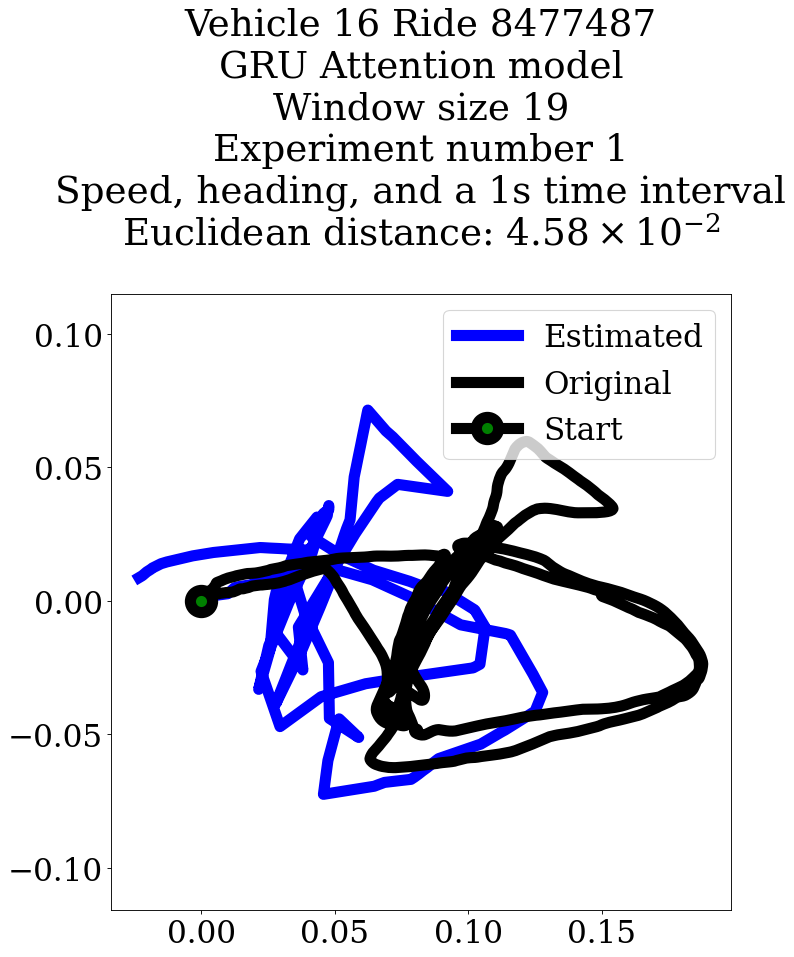 Vehicle 16 Ride 8477487
GRU Attention model
Window size 19
Experiment number 1
Speed, heading, and a 1s time interval
Euclidean distance: 4.58 × 10⁻²
Estimated
Original
Start
0.10
0.05
0.00
−0.05
−0.10
0.00 0.05 0.10 0.15